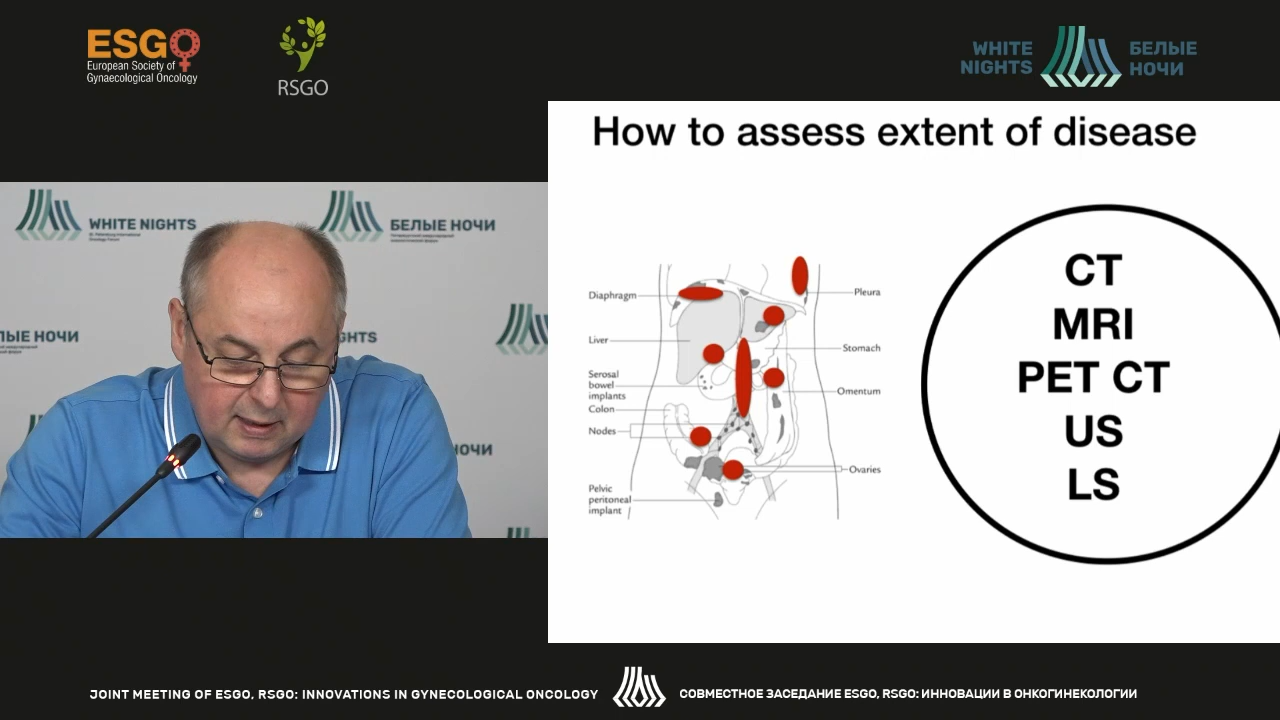 ESGO
European Society of
Gynaecological Oncology
RSGO
WHITE
NIGHTS
БЕЛЫЕ
НОЧИ
How to assess extent of disease
WHITE NIGHTS
БЕЛЫЕ НОЧИ
ЛЫЕ НОЧИ
NIGHTS
НОЧИ
Diaphragm
Pleura
Liver
Stomach
Serosal
bowel
implants
Omentum
Colon
Nodes
Ovaries
Pelvic
peritoneal
implant
CT
MRI
PET CT
US
LS
JOINT MEETING OF ESGO, RSGO: INNOVATIONS IN GYNECOLOGICAL ONCOLOGY
СОВМЕСТНОЕ ЗАСЕДАНИЕ ESGO, RSGO: ИННОВАЦИИ В ОНКОГИНЕКОЛОГИИ